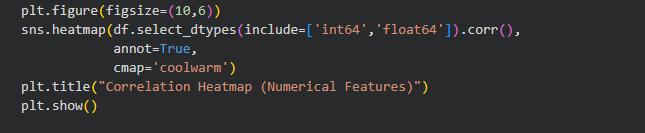 plt.figure(figsize=(10,6))
sns.heatmap(df.select_dtypes(include=['int64','float64']).corr(),
            annot=True,
            cmap='coolwarm')
plt.title("Correlation Heatmap (Numerical Features)")
plt.show()